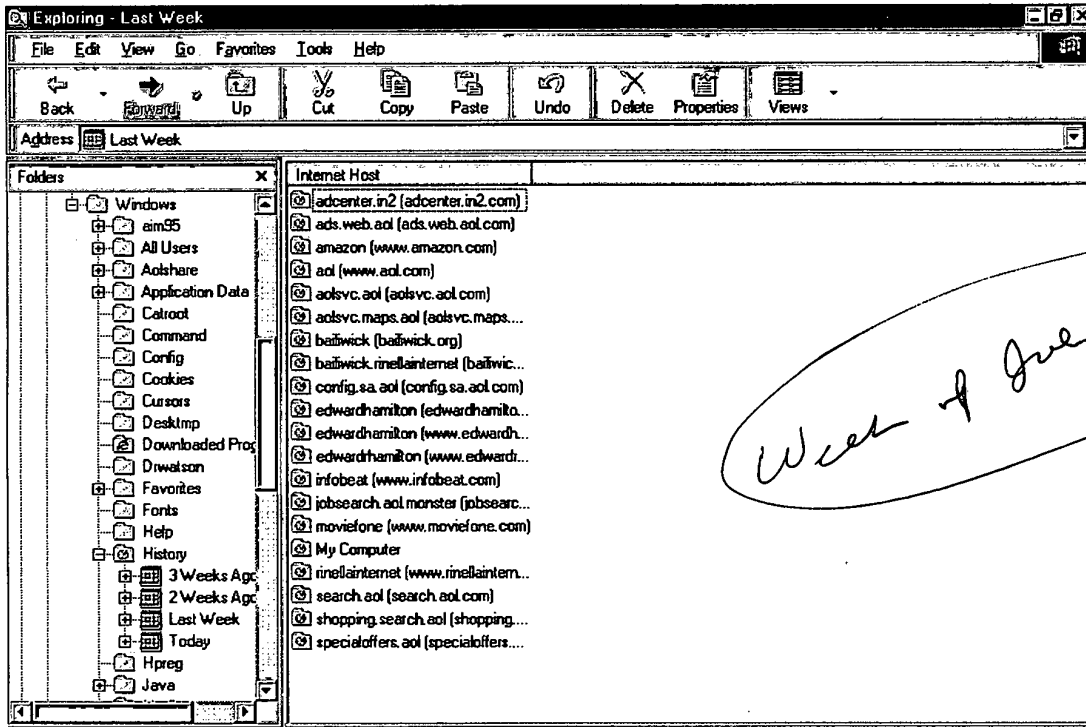 Exploring - Last Week
File Edit View Go Favorites Tools Help
Back Forward Up Cut Copy Paste Undo Delete Properties Views
Address Last Week
Folders
Windows
aim95
All Users
Aolshare
Application Data
Catroot
Command
Config
Cookies
Cursors
Desktmp
Downloaded Prog
Drwatson
Favorites
Fonts
Help
History
3 Weeks Ago
2 Weeks Ago
Last Week
Today
Hpreg
Java
Internet Host
adcenter.in2 (adcenter.in2.com)
ads.web.aol (ads.web.aol.com)
amazon (www.amazon.com)
aol (www.aol.com)
aolsvc.aol (aolsvc.aol.com)
aolsvc.maps.aol (aolsvc.maps....
bailiwick (bailiwick.org)
bailiwick.rinellainternet (bailiwic...
config.sa.aol (config.sa.aol.com)
edwardhamilton (edwardhamilto...
edwardhamilton (www.edwardh...
edwardrhamilton (www.edwardr...
infobeat (www.infobeat.com)
jobsearch.aol.monster (jobsearc...
moviefone (www.moviefone.com)
My Computer
rinellainternet (www.rinellaintern...
search.aol (search.aol.com)
shopping.search.aol (shopping....
specialoffers.aol (specialoffers....
Week of